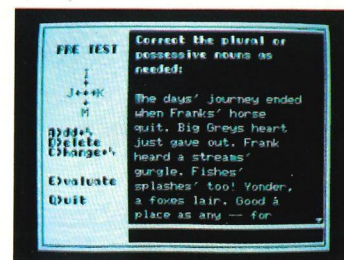 PRE TEST
I
J+++K
M
A)dd+↳
D)elete
C)hange+↳
E)valuate
Q)uit
Correct the plural or
possessive nouns as
needed:
The days' journey ended
when Franks' horse
quit. Big Greys heart
just gave out. Frank
heard a streams'
gurgle. Fishes'
splashes' too! Yonder,
a foxes lair. Good a
place as any -- for